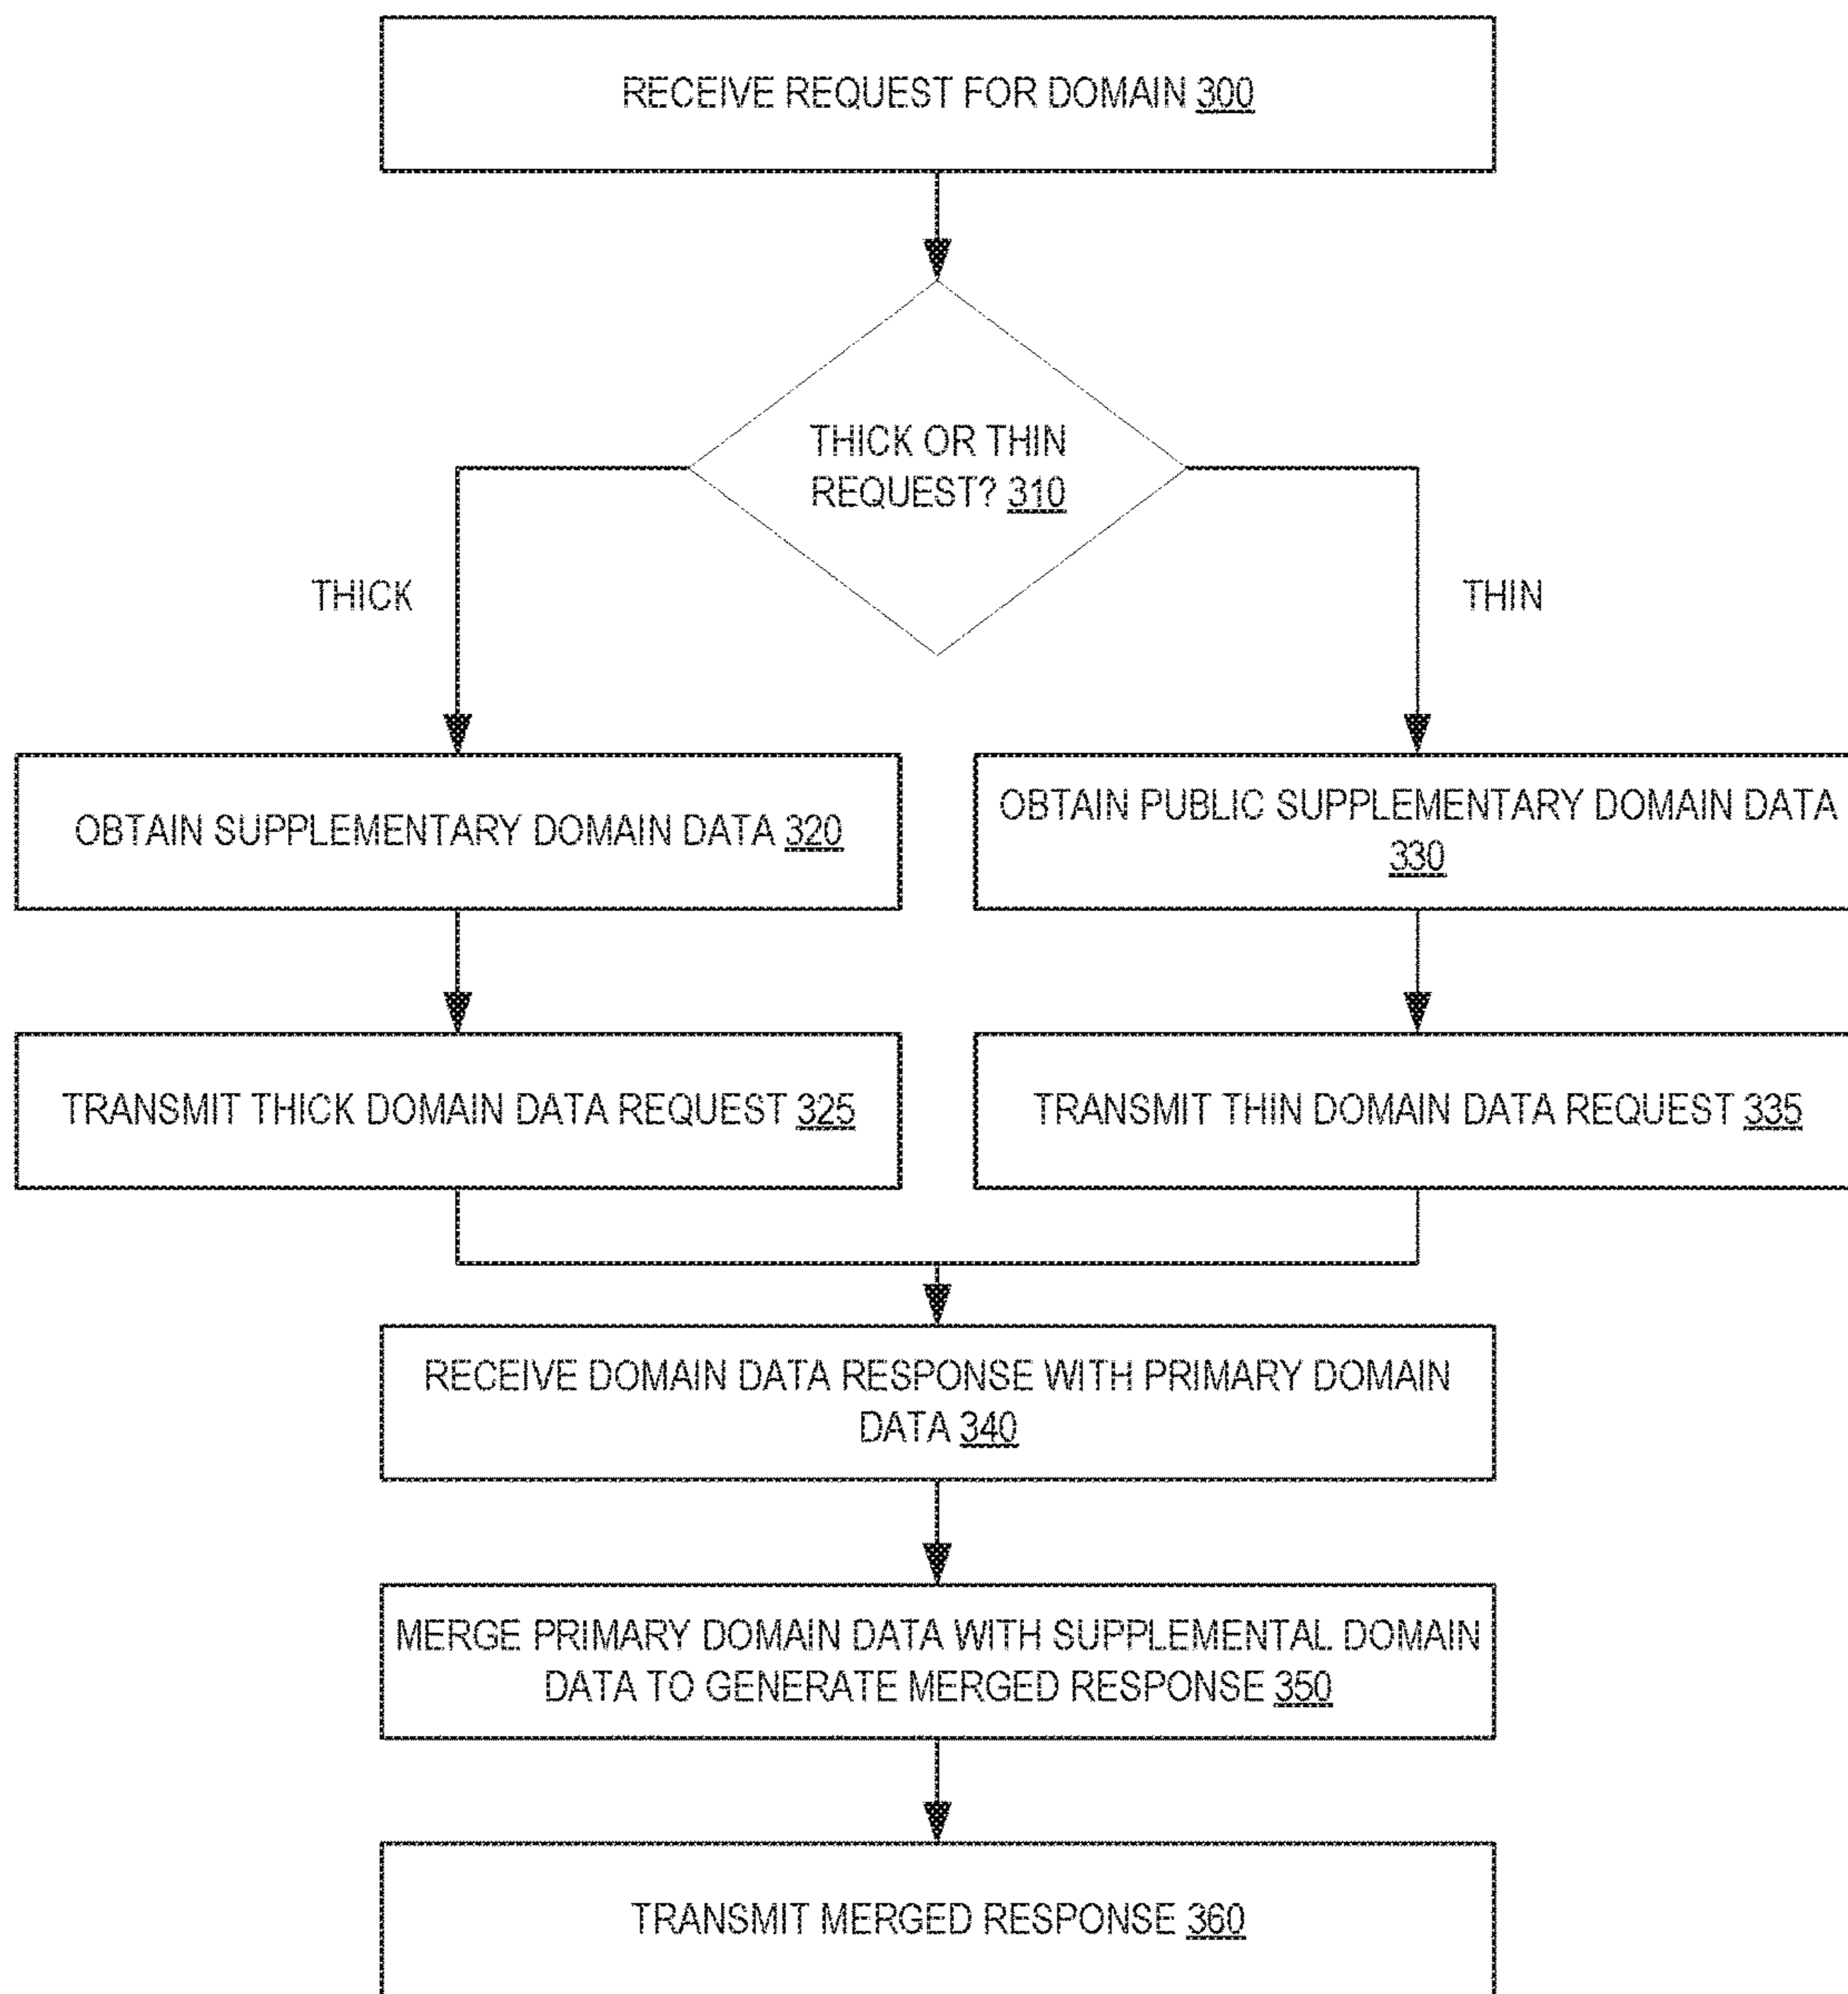 RECEIVE REQUEST FOR DOMAIN 300
THICK OR THIN
REQUEST? 310
THICK
THIN
OBTAIN SUPPLEMENTARY DOMAIN DATA 320
OBTAIN PUBLIC SUPPLEMENTARY DOMAIN DATA
330
TRANSMIT THICK DOMAIN DATA REQUEST 325
TRANSMIT THIN DOMAIN DATA REQUEST 335
RECEIVE DOMAIN DATA RESPONSE WITH PRIMARY DOMAIN
DATA 340
MERGE PRIMARY DOMAIN DATA WITH SUPPLEMENTAL DOMAIN
DATA TO GENERATE MERGED RESPONSE 350
TRANSMIT MERGED RESPONSE 360